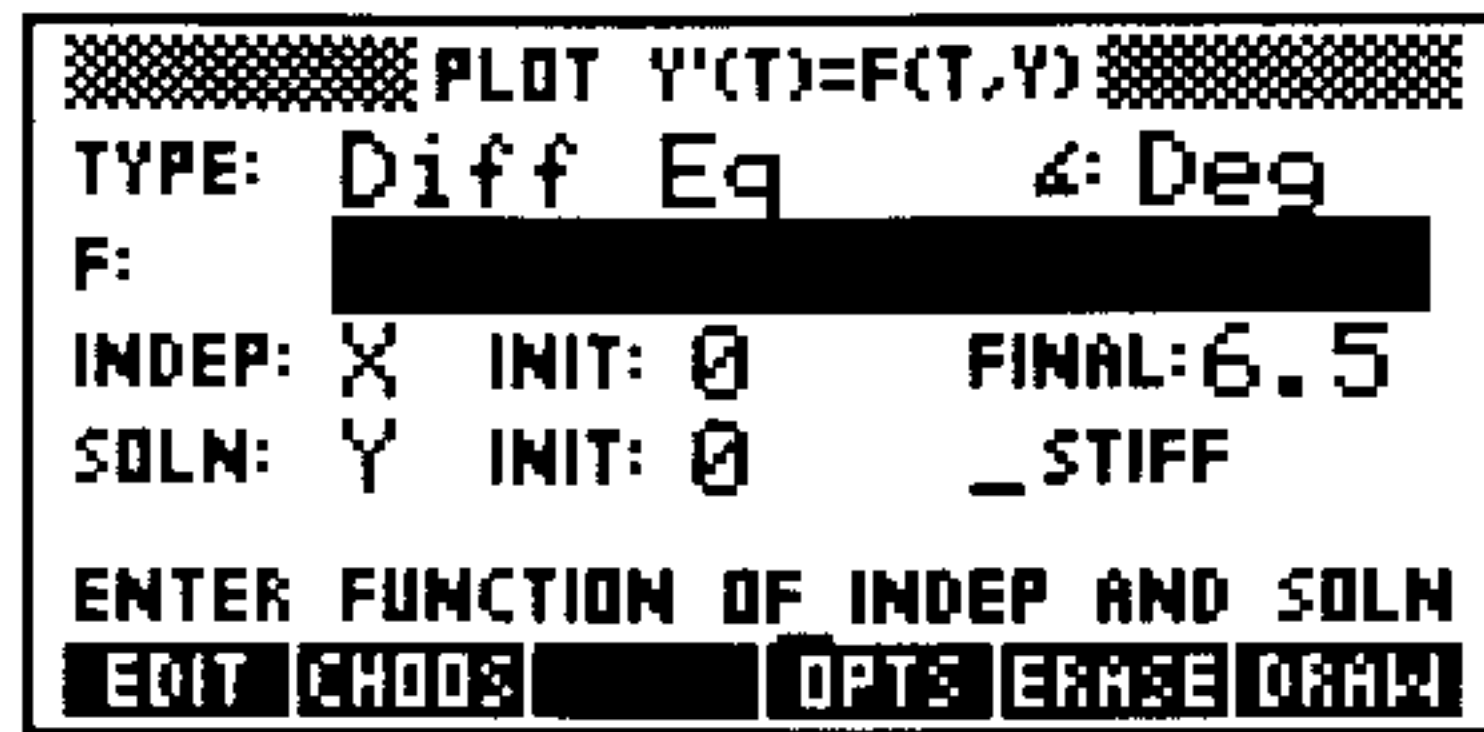 PLOT Y'(T)=F(T,Y)
TYPE: Diff Eq ∡: Deg
F:
INDEP: X INIT: 0 FINAL: 6.5
SOLN: Y INIT: 0 _ STIFF
ENTER FUNCTION OF INDEP AND SOLN
EDIT CHOOS OPTS ERASE DRAW